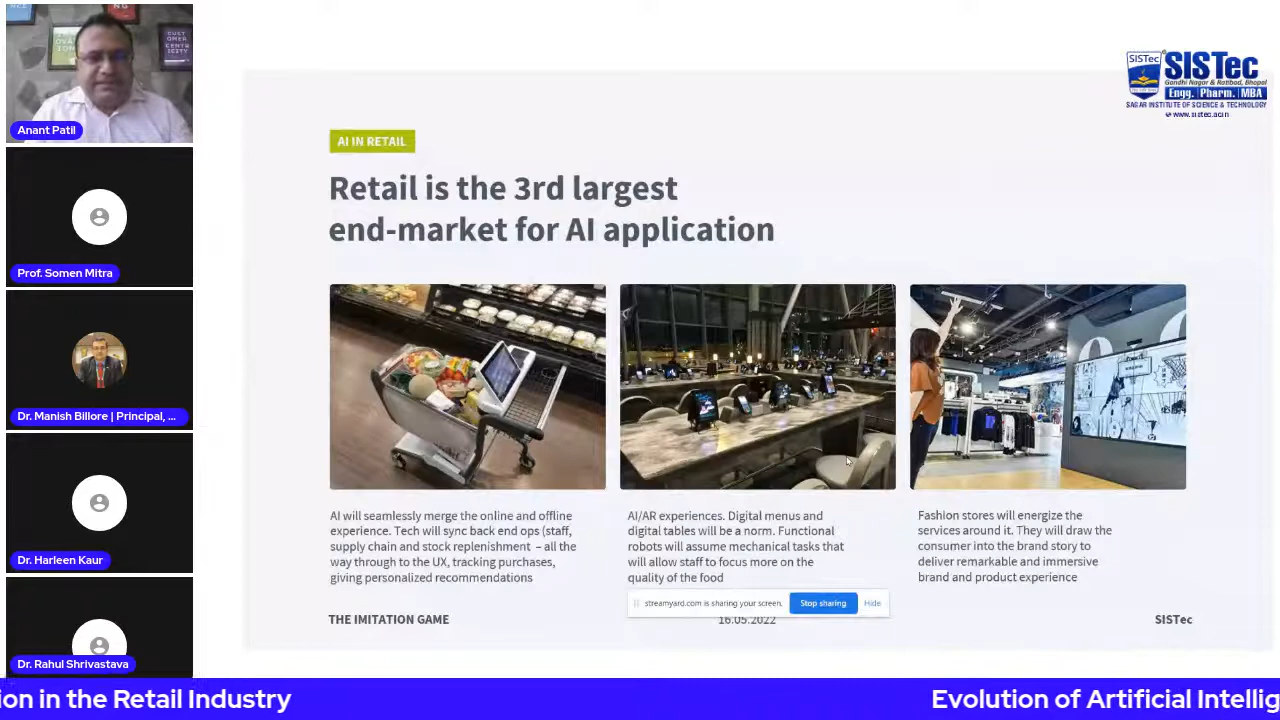 INNOVATION
CUSTOMER
CENTRICITY
Anant Patil
Prof. Somen Mitra
Dr. Manish Billore | Principal, ...
Dr. Harleen Kaur
Dr. Rahul Shrivastava
SISTec
SISTec
Gandhi Nagar & Ratibad, Bhopal
Engg. Pharm. MBA
SAGAR INSTITUTE OF SCIENCE & TECHNOLOGY
www.sistec.ac.in
AI IN RETAIL
Retail is the 3rd largest
end-market for AI application
AI will seamlessly merge the online and offline
experience. Tech will sync back end ops (staff,
supply chain and stock replenishment – all the
way through to the UX, tracking purchases,
giving personalized recommendations
AI/AR experiences. Digital menus and
digital tables will be a norm. Functional
robots will assume mechanical tasks that
will allow staff to focus more on the
quality of the food
Fashion stores will energize the
services around it. They will draw the
consumer into the brand story to
deliver remarkable and immersive
brand and product experience
streamyard.com is sharing your screen.
Stop sharing
Hide
THE IMITATION GAME
16.05.2022
SISTec
ion in the Retail Industry
Evolution of Artificial Intellig